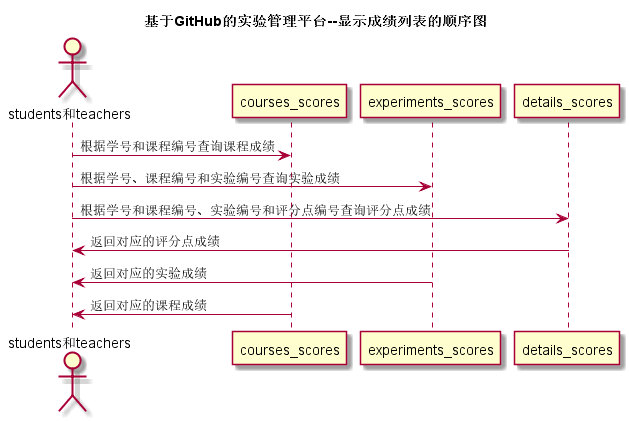 基于GitHub的实验管理平台--显示成绩列表的顺序图
students和teachers
courses_scores
experiments_scores
details_scores
根据学号和课程编号查询课程成绩
根据学号、课程编号和实验编号查询实验成绩
根据学号和课程编号、实验编号和评分点编号查询评分点成绩
返回对应的评分点成绩
返回对应的实验成绩
返回对应的课程成绩
students和teachers
courses_scores
experiments_scores
details_scores